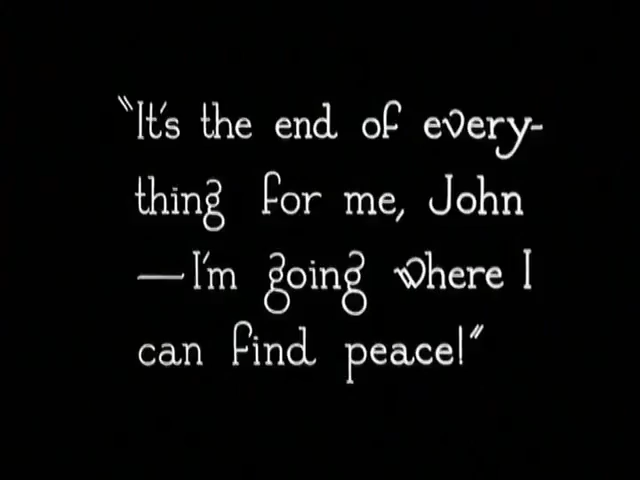 "It's the end of every-
thing for me, John
—I'm going where I
can find peace!"